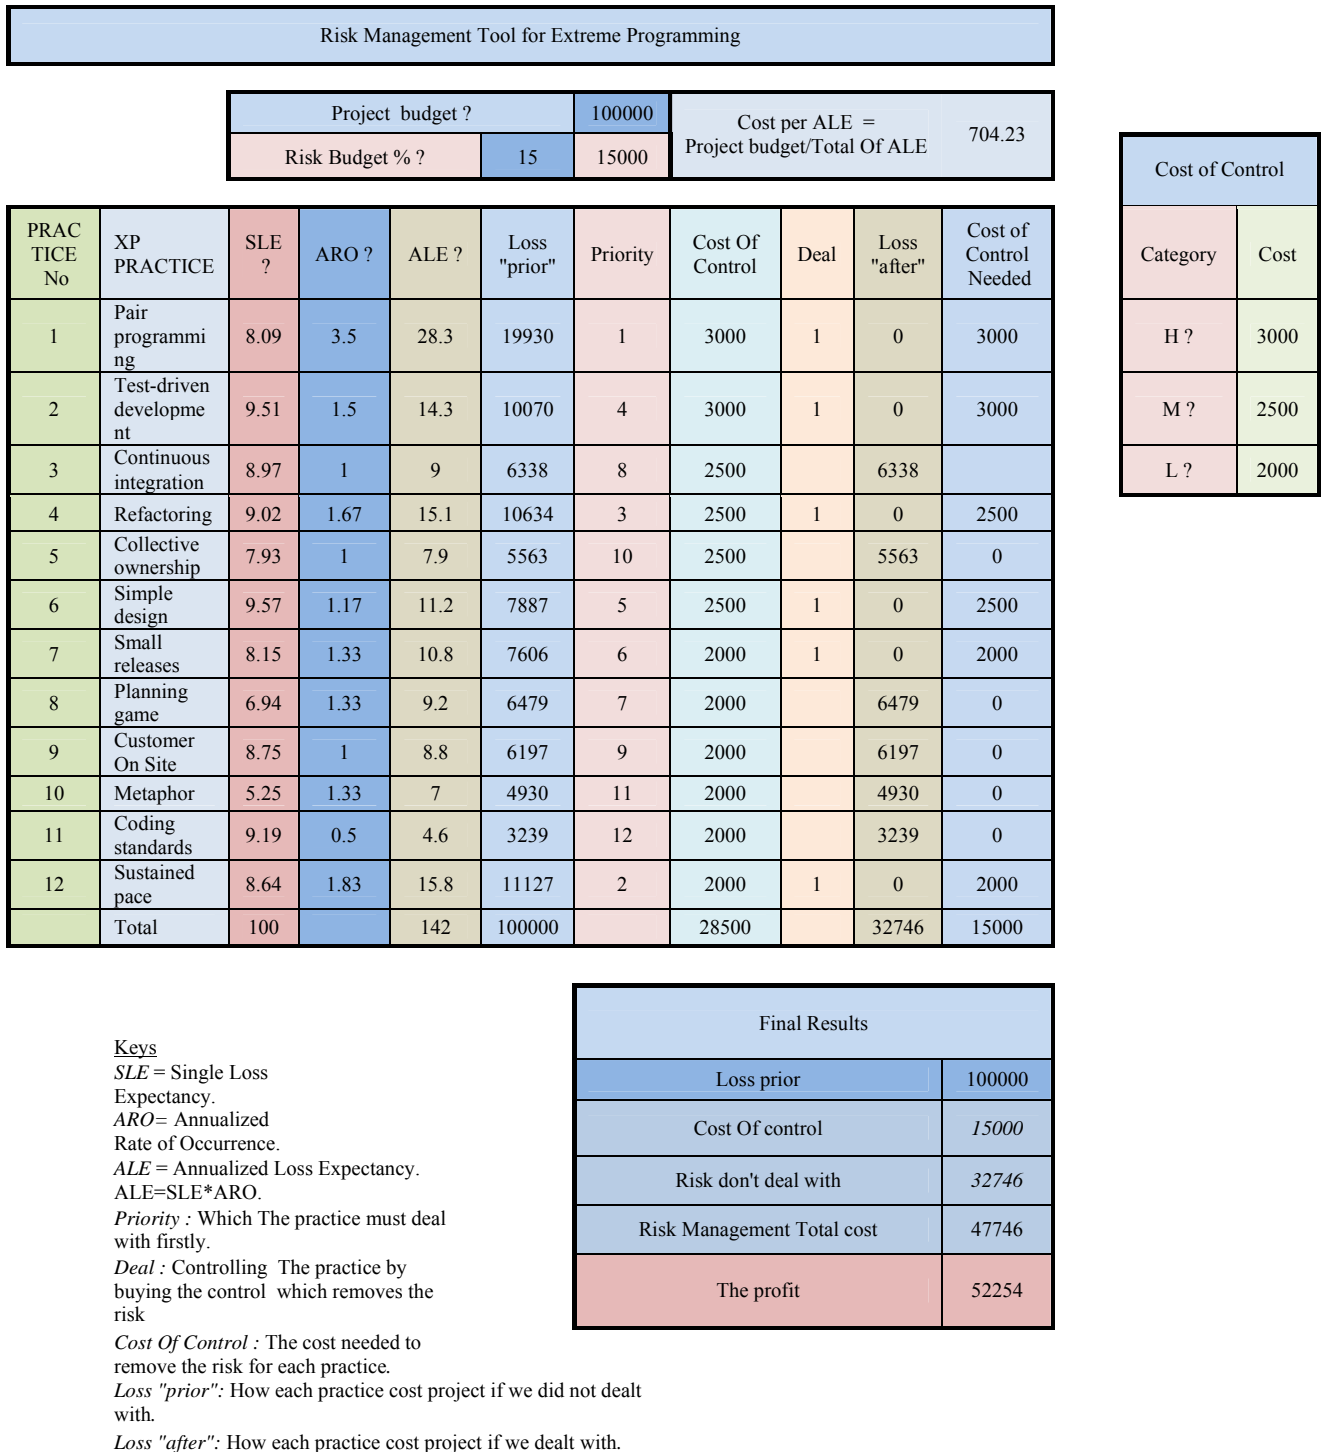 Risk Management Tool for Extreme Programming
Project budget ? 100000
Risk Budget % ? 15 15000
Cost per ALE =
Project budget/Total Of ALE
704.23
Cost of Control
Category Cost
H ? 3000
M ? 2500
L ? 2000
PRAC
TICE
No
XP
PRACTICE
SLE
?
ARO ?
ALE ?
Loss
"prior"
Priority
Cost Of
Control
Deal
Loss
"after"
Cost of
Control
Needed
1
Pair
programmi
ng
8.09 3.5 28.3 19930 1 3000 1 0 3000
2
Test-driven
developme
nt
9.51 1.5 14.3 10070 4 3000 1 0 3000
3
Continuous
integration
8.97 1 9 6338 8 2500 6338
4 Refactoring 9.02 1.67 15.1 10634 3 2500 1 0 2500
5
Collective
ownership
7.93 1 7.9 5563 10 2500 5563 0
6
Simple
design
9.57 1.17 11.2 7887 5 2500 1 0 2500
7
Small
releases
8.15 1.33 10.8 7606 6 2000 1 0 2000
8
Planning
game
6.94 1.33 9.2 6479 7 2000 6479 0
9
Customer
On Site
8.75 1 8.8 6197 9 2000 6197 0
10 Metaphor 5.25 1.33 7 4930 11 2000 4930 0
11
Coding
standards
9.19 0.5 4.6 3239 12 2000 3239 0
12
Sustained
pace
8.64 1.83 15.8 11127 2 2000 1 0 2000
Total 100 142 100000 28500 32746 15000
Keys
SLE = Single Loss
Expectancy.
ARO= Annualized
Rate of Occurrence.
ALE = Annualized Loss Expectancy.
ALE=SLE*ARO.
Priority : Which The practice must deal
with firstly.
Deal : Controlling The practice by
buying the control which removes the
risk
Cost Of Control : The cost needed to
remove the risk for each practice.
Loss "prior": How each practice cost project if we did not dealt
with.
Loss "after": How each practice cost project if we dealt with.
Final Results
Loss prior 100000
Cost Of control 15000
Risk don't deal with 32746
Risk Management Total cost 47746
The profit 52254